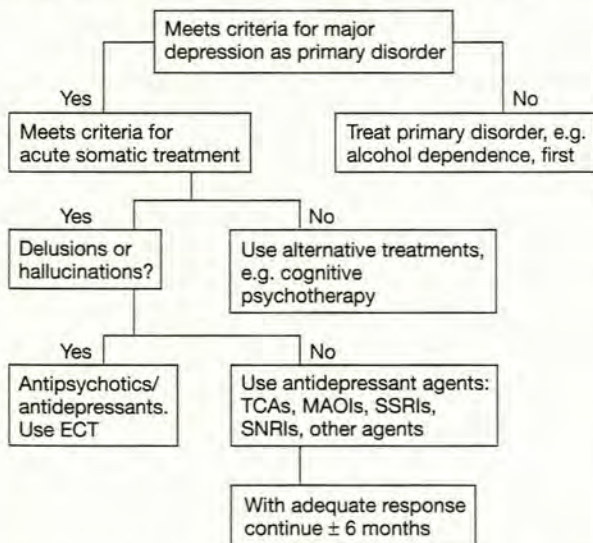 Meets criteria for major
depression as primary disorder
Yes
No
Meets criteria for
acute somatic treatment
Treat primary disorder, e.g.
alcohol dependence, first
Yes
No
Delusions or
hallucinations?
Use alternative treatments,
e.g. cognitive
psychotherapy
Yes
No
Antipsychotics/
antidepressants.
Use ECT
Use antidepressant agents:
TCAs, MAOIs, SSRIs,
SNRIs, other agents
With adequate response
continue ± 6 months